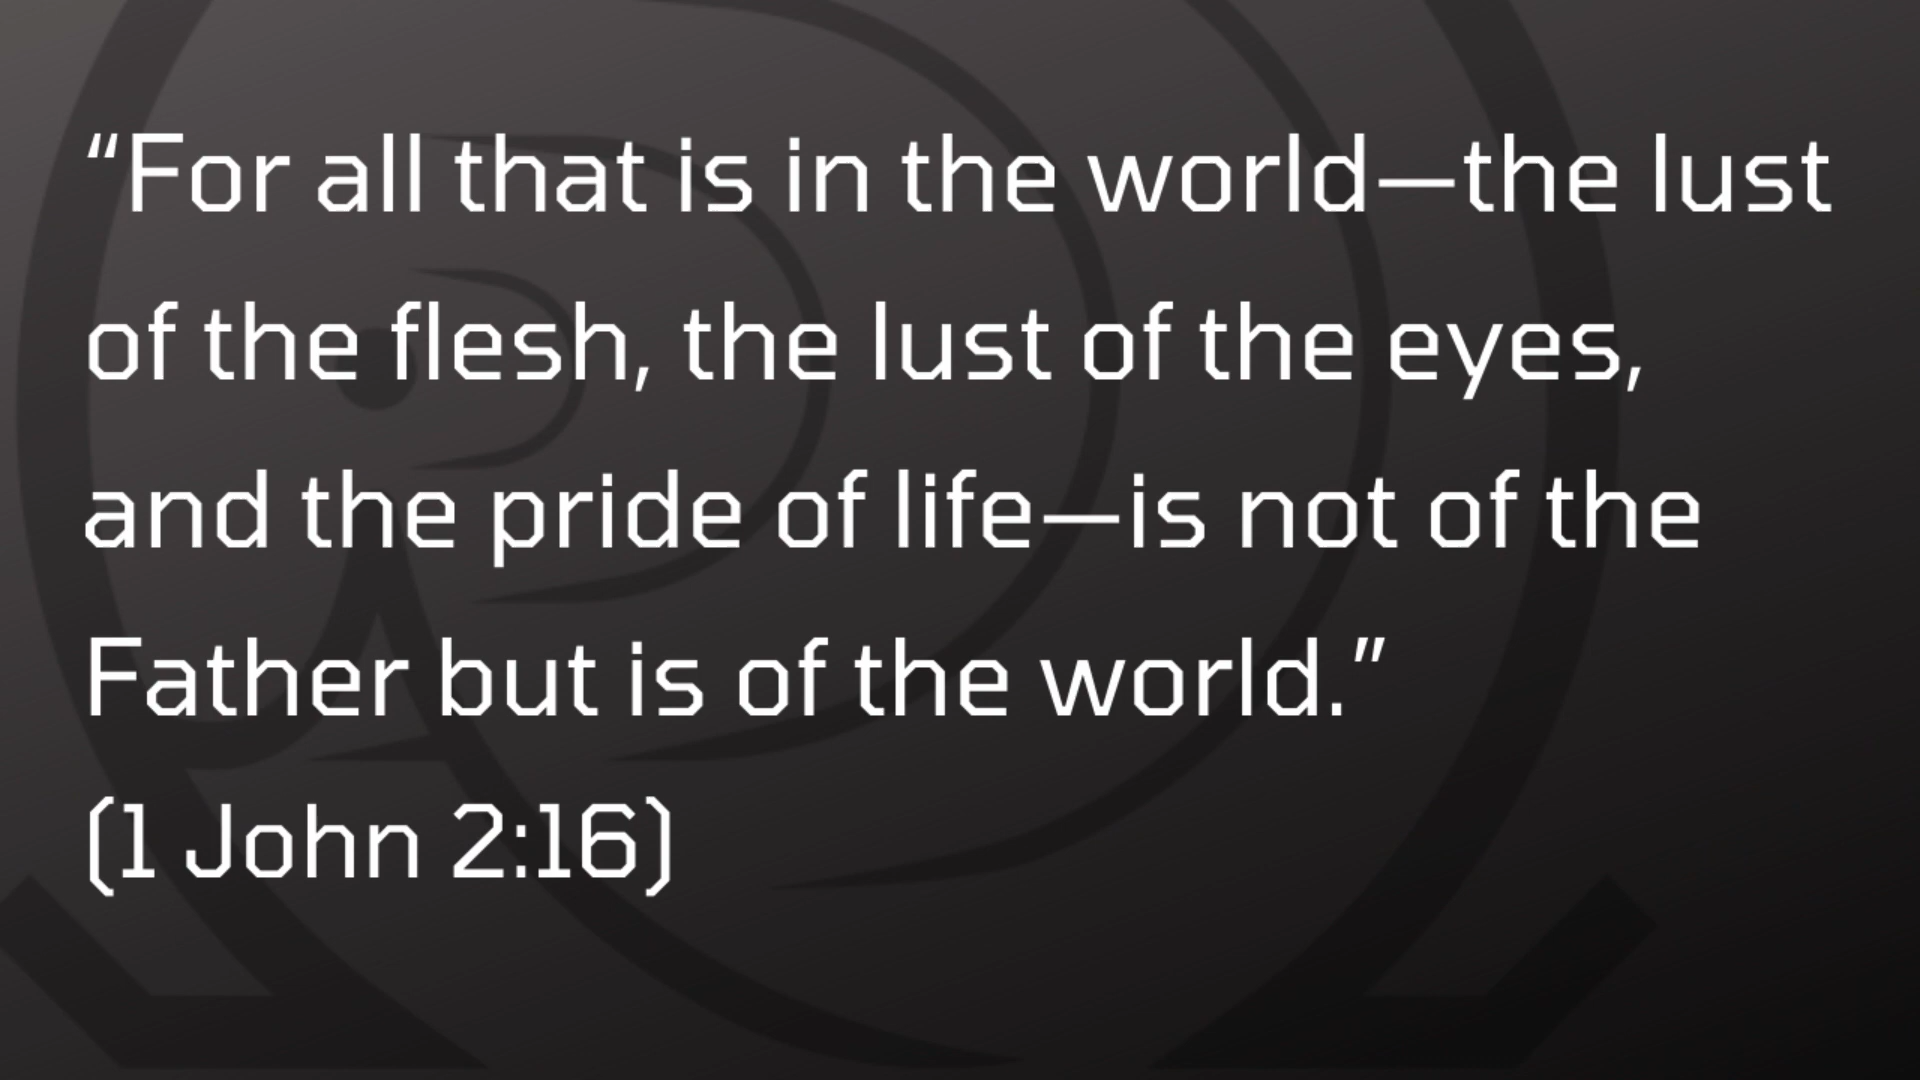 “For all that is in the world—the lust
of the flesh, the lust of the eyes,
and the pride of life—is not of the
Father but is of the world.”
(1 John 2:16)